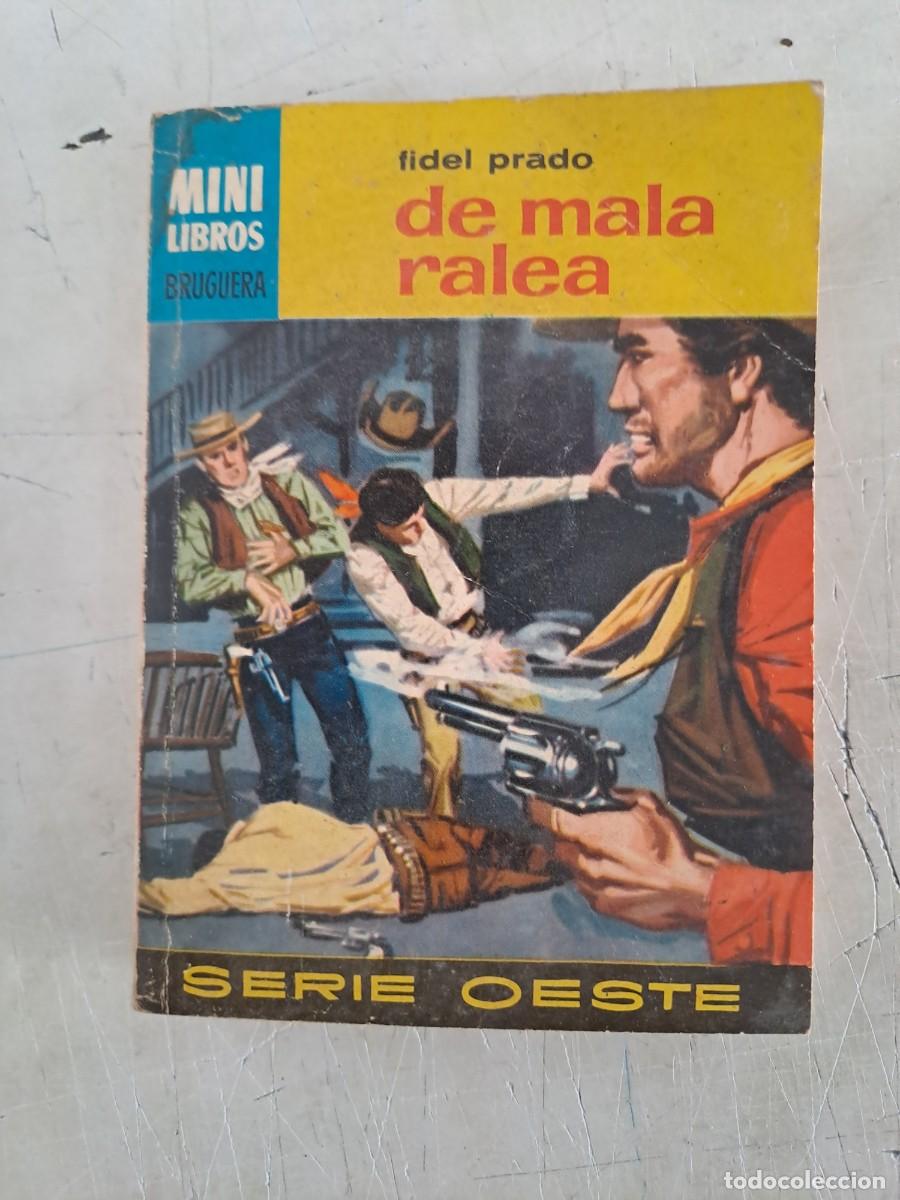 MINI
LIBROS
BRUGUERA
fidel prado
de mala
ralea
SERIE OESTE
todocoleccion